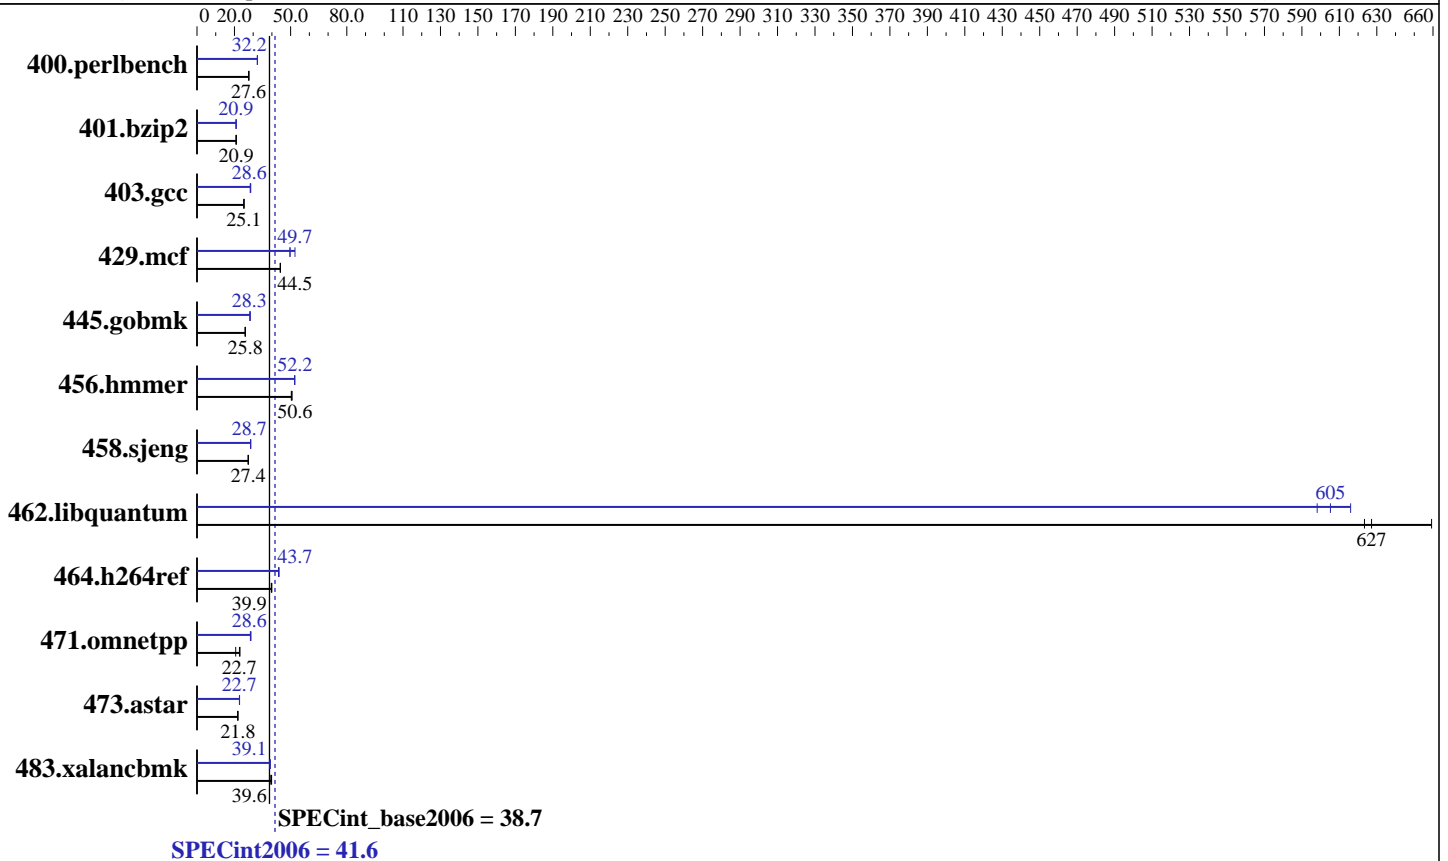 0 20.0 50.0 80.0 110 130 150 170 190 210 230 250 270 290 310 330 350 370 390 410 430 450 470 490 510 530 550 570 590 610 630 660
32.2
400.perlbench
27.6
20.9
401.bzip2
20.9
28.6
403.gcc
25.1
49.7
429.mcf
44.5
28.3
445.gobmk
25.8
52.2
456.hmmer
50.6
28.7
458.sjeng
27.4
605
462.libquantum
627
43.7
464.h264ref
39.9
28.6
471.omnetpp
22.7
22.7
473.astar
21.8
39.1
483.xalancbmk
39.6
SPECint_base2006 = 38.7
SPECint2006 = 41.6